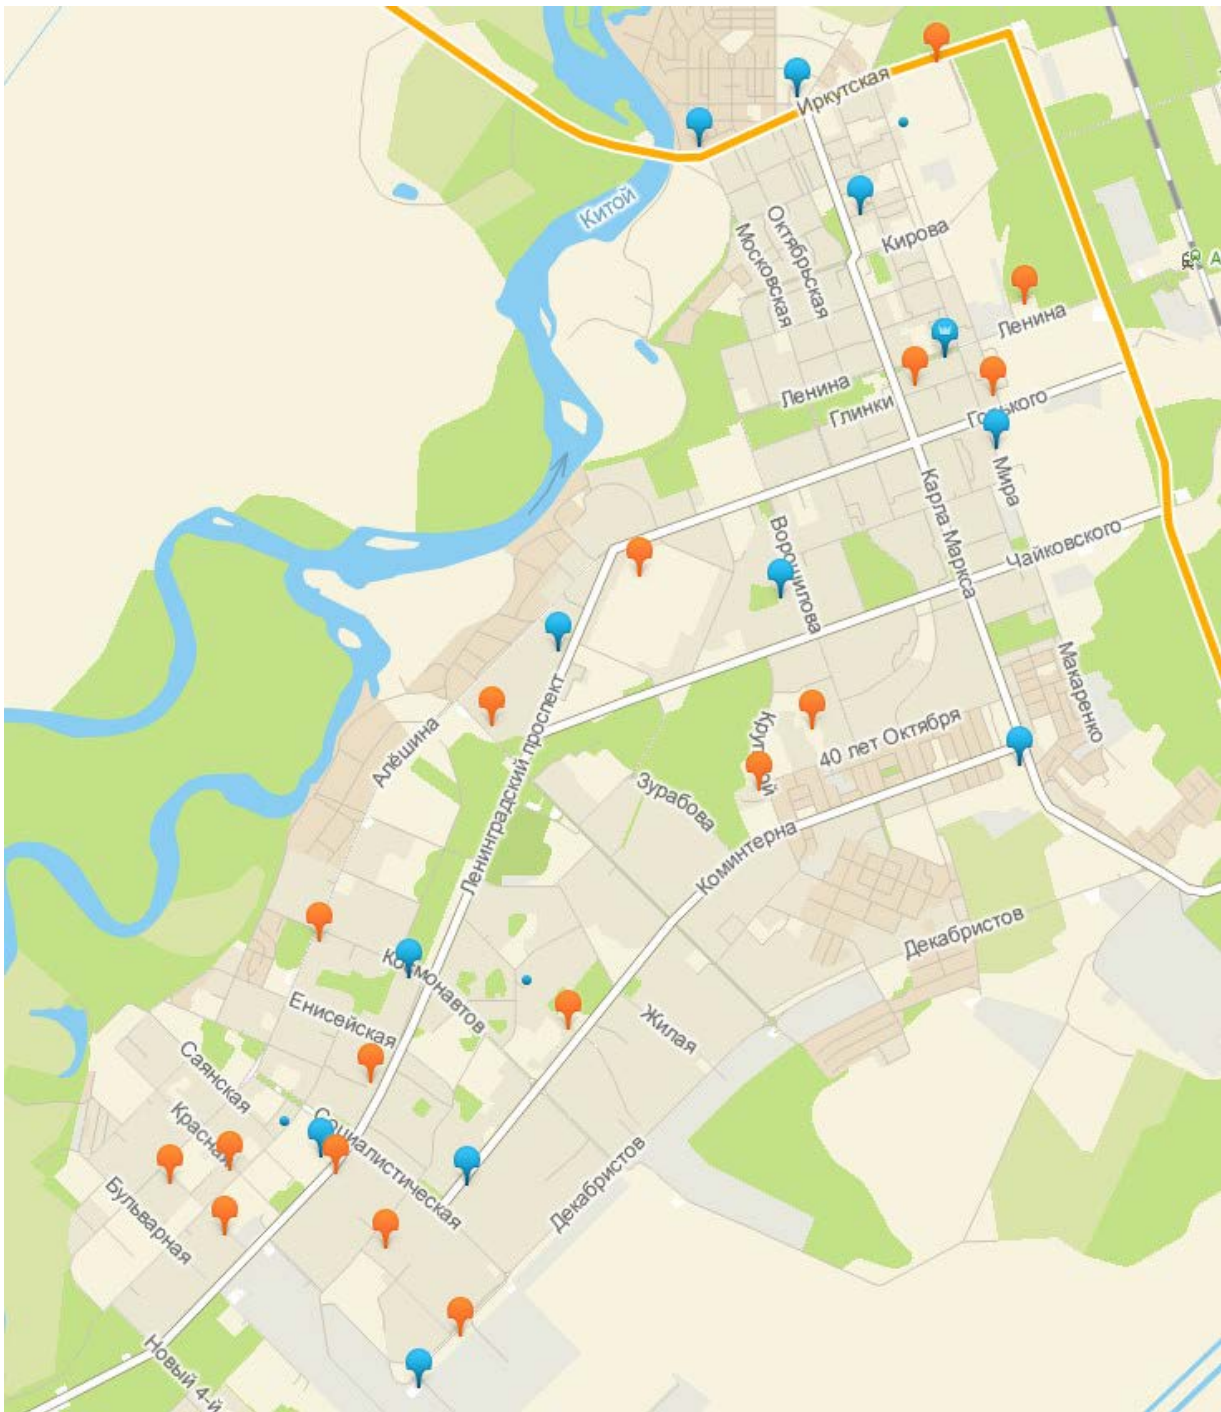 Иркутская
Китой
Октябрьская
Московская
Кирова
А
Ленина
Ленина
Глинки
Горького
Мира
Карла Маркса
Ворошилова
Чайковского
Макаренко
Ленинградский проспект
Алёшина
Крупской
40 лет Октября
Зурабова
Коминтерна
Декабристов
Космонавтов
Енисейская
Жилая
Саянская
Красная
Социалистическая
Декабристов
Бульварная
Новый 4-й